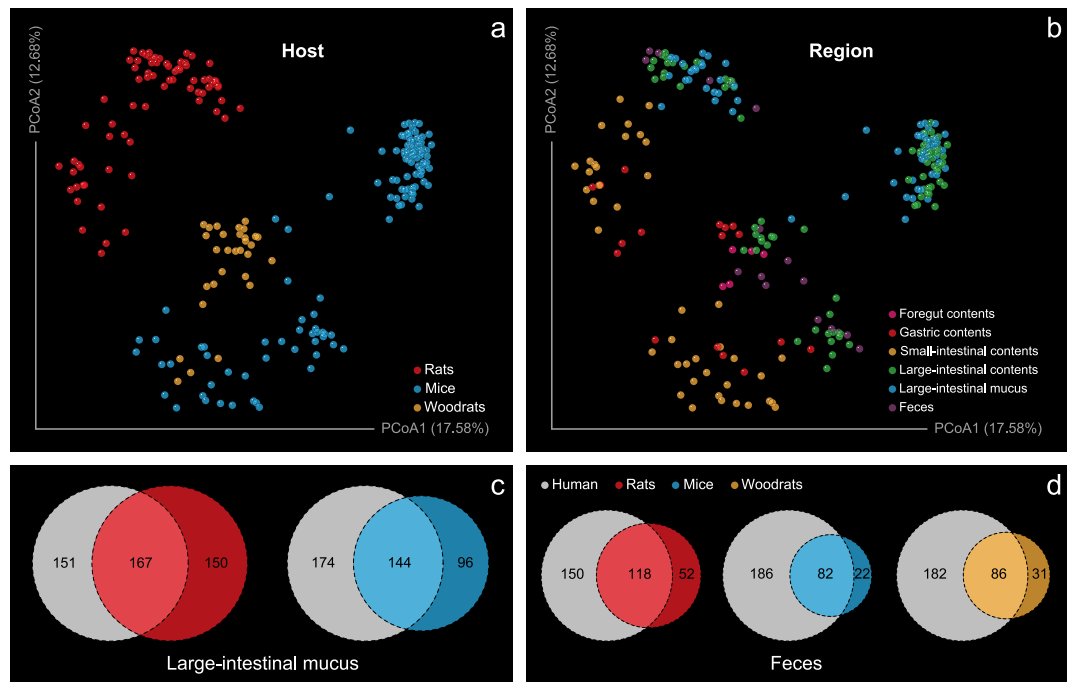 a
Host
PCoA2 (12.68%)
Rats
Mice
Woodrats
PCoA1 (17.58%)
b
Region
PCoA2 (12.68%)
Foregut contents
Gastric contents
Small-intestinal contents
Large-intestinal contents
Large-intestinal mucus
Feces
PCoA1 (17.58%)
c
151 167 150
174 144 96
Large-intestinal mucus
d
Human Rats Mice Woodrats
150 118 52
186 82 22
182 86 31
Feces